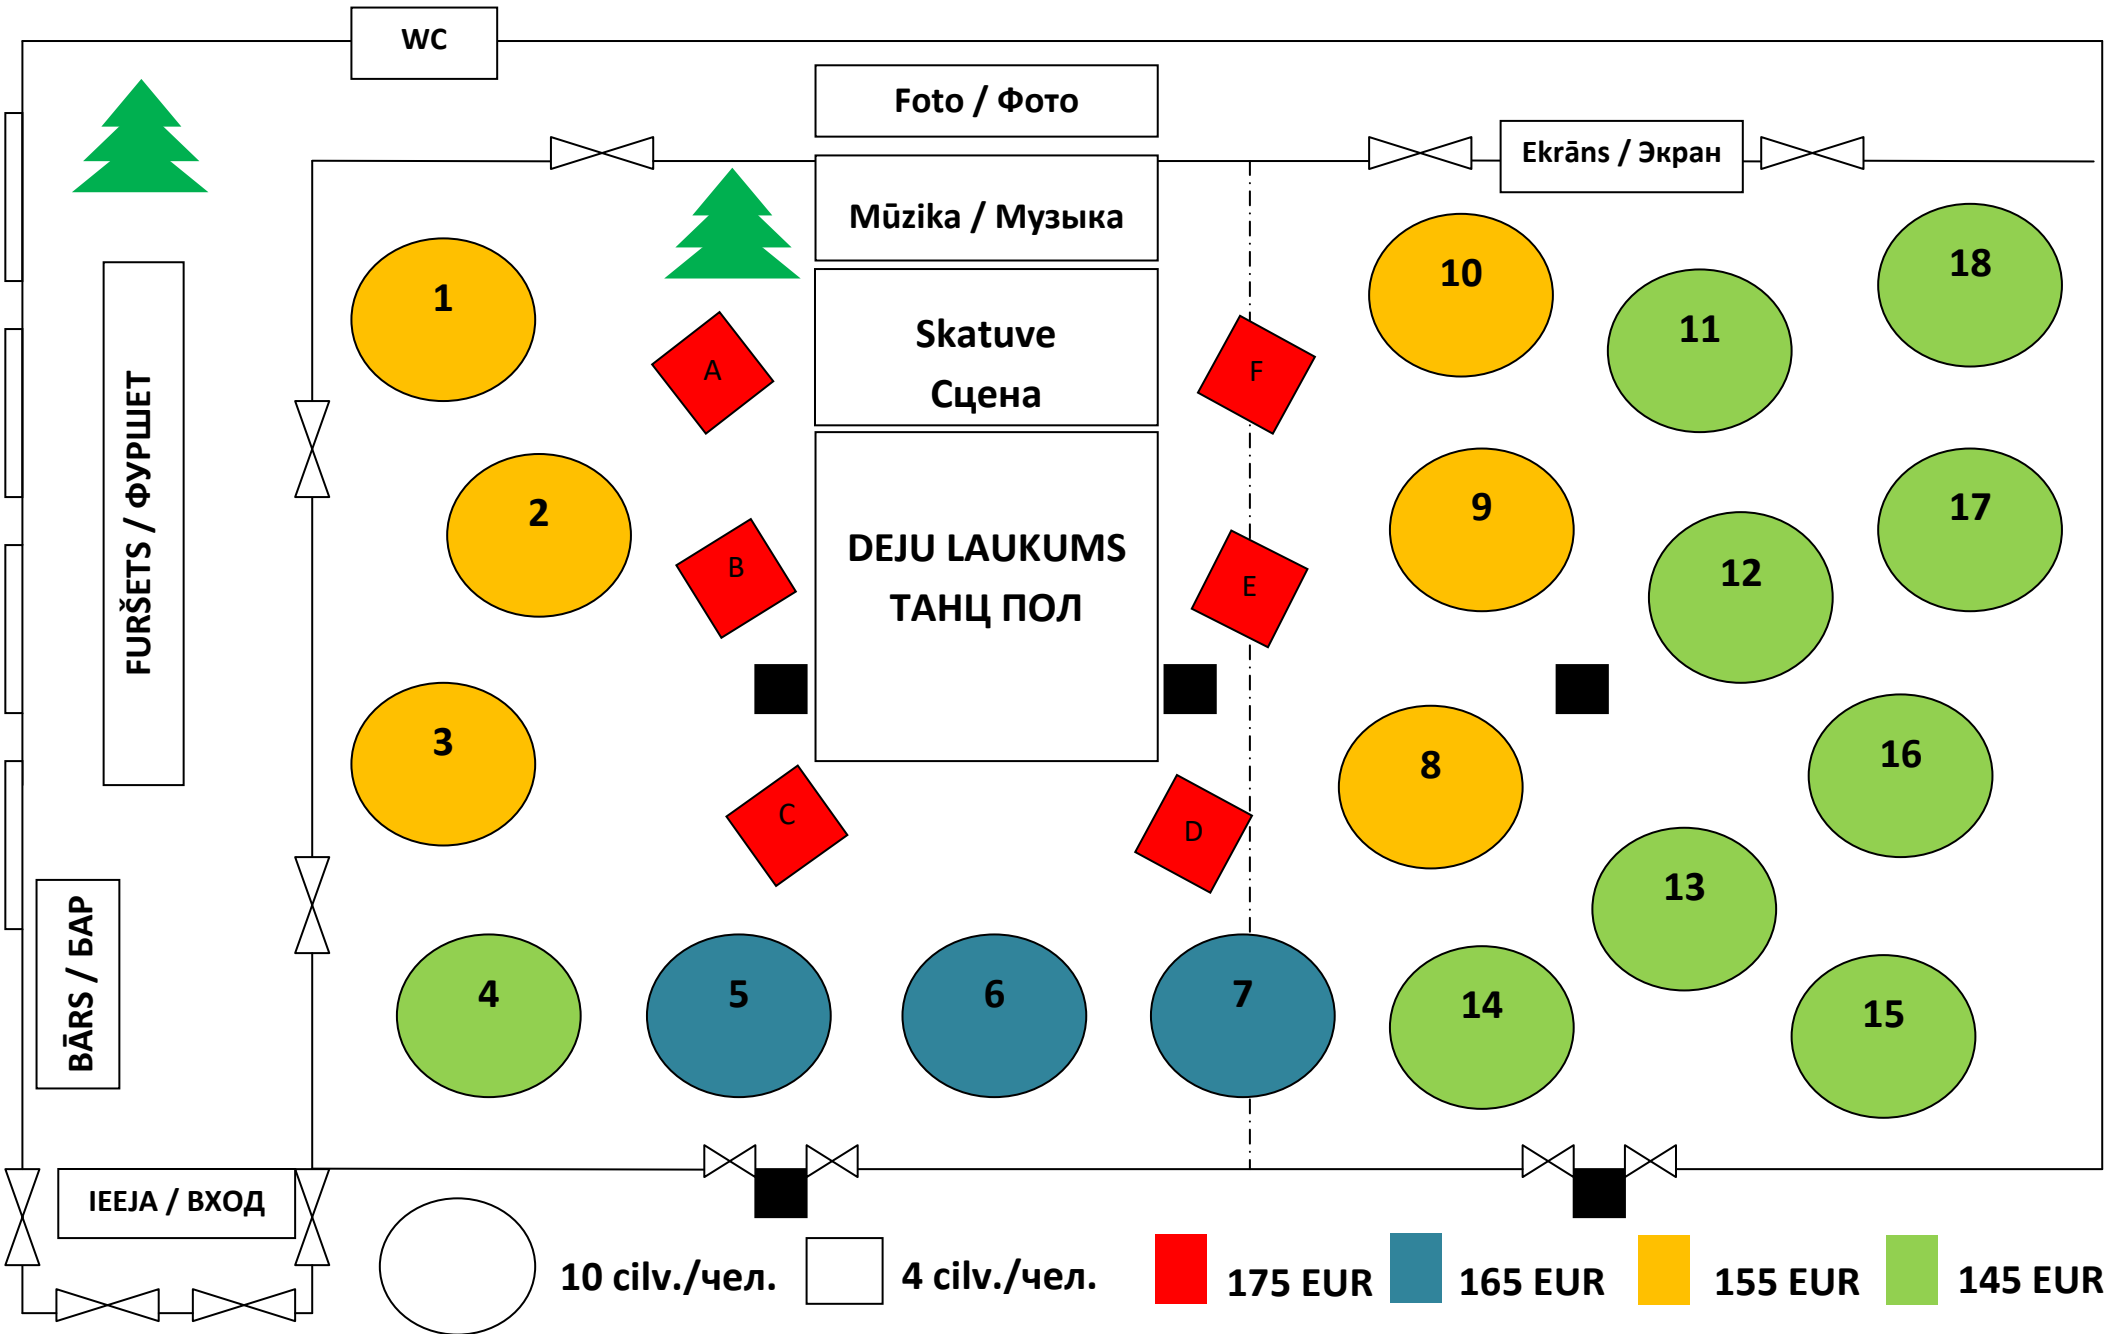 WC
Foto / Фото
Ekrāns / Экран
Mūzika / Музыка
Skatuve
Сцена
DEJU LAUKUMS
ТАНЦ ПОЛ
FURŠETS / ФУРШЕТ
BĀRS / БАР
IEEJA / ВХОД
1
2
3
4
5
6
7
8
9
10
11
12
13
14
15
16
17
18
A
B
C
D
E
F
10 cilv./чел.
4 cilv./чел.
175 EUR
165 EUR
155 EUR
145 EUR